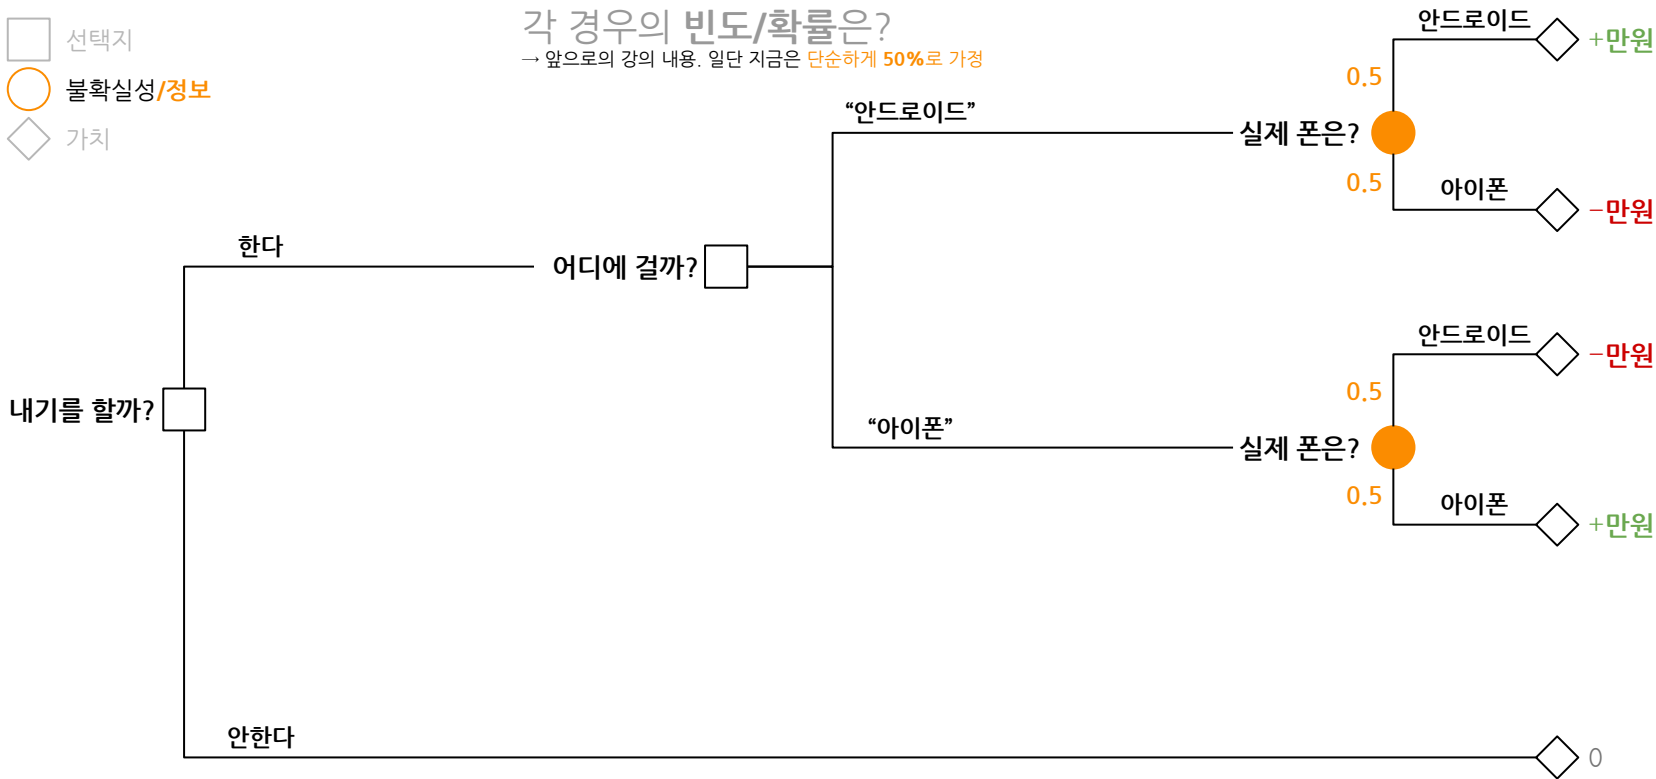 선택지
불확실성/정보
가치
각 경우의 빈도/확률은?
→ 앞으로의 강의 내용. 일단 지금은 단순하게 50%로 가정
안드로이드
+만원
0.5
“안드로이드”
실제 폰은?
0.5
아이폰
−만원
한다
어디에 걸까?
안드로이드
−만원
0.5
내기를 할까?
“아이폰”
실제 폰은?
0.5
아이폰
+만원
안한다
0